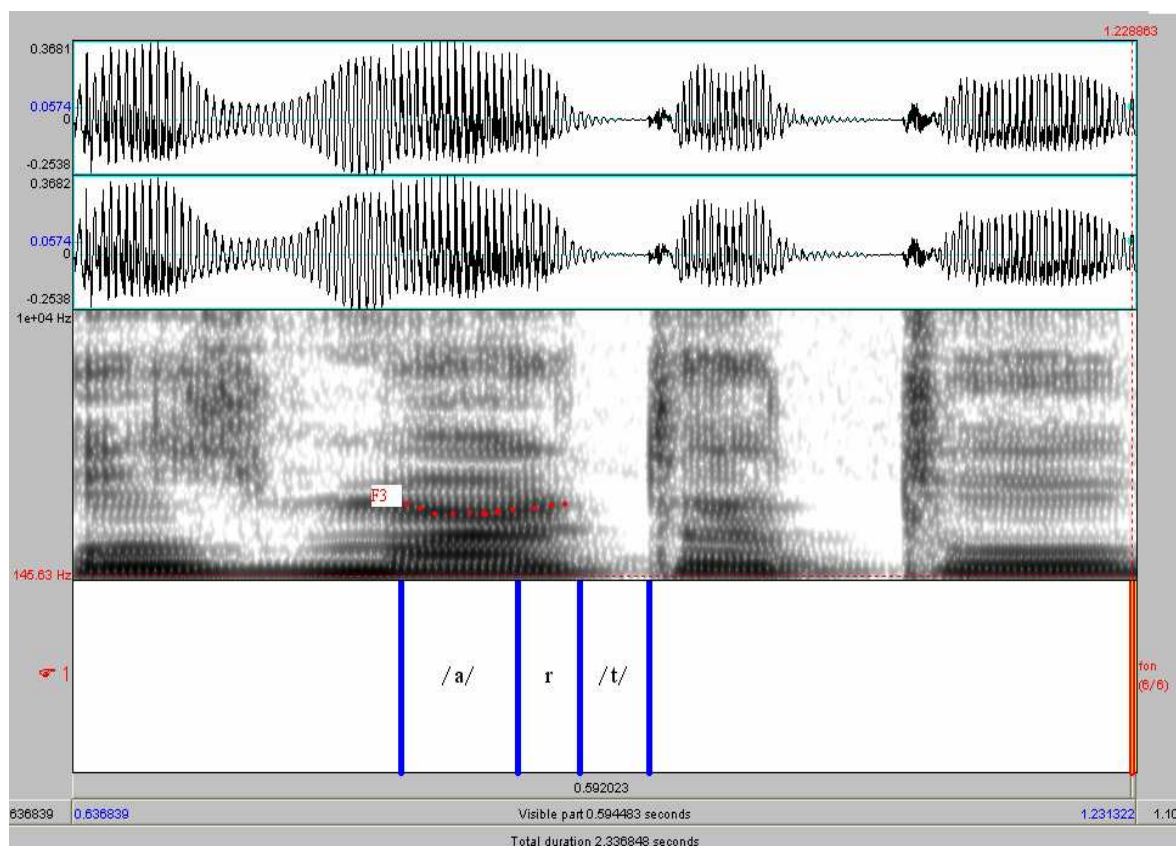 1.228863
0.3681
0.0574
0
-0.2538
0.3682
0.0574
0
-0.2538
1e+04 Hz
F3
145.63 Hz
1
/a/
r
/t/
fon
(6/6)
0.592023
636839
0.636839
Visible part 0.594483 seconds
1.231322
1.10
Total duration 2.336848 seconds